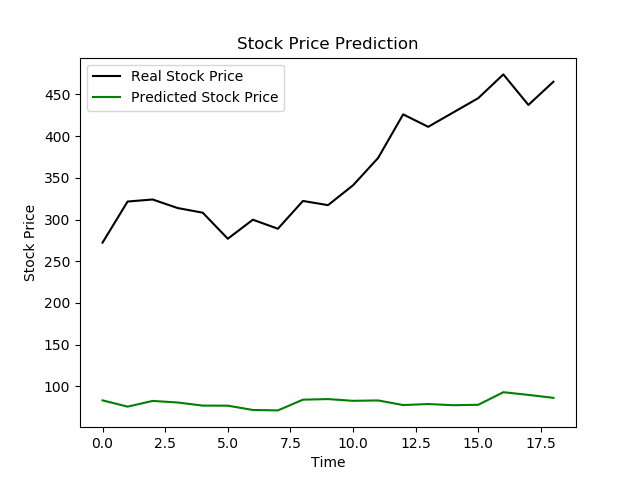 Stock Price Prediction
Real Stock Price
Predicted Stock Price
Stock Price
450
400
350
300
250
200
150
100
0.0 2.5 5.0 7.5 10.0 12.5 15.0 17.5
Time